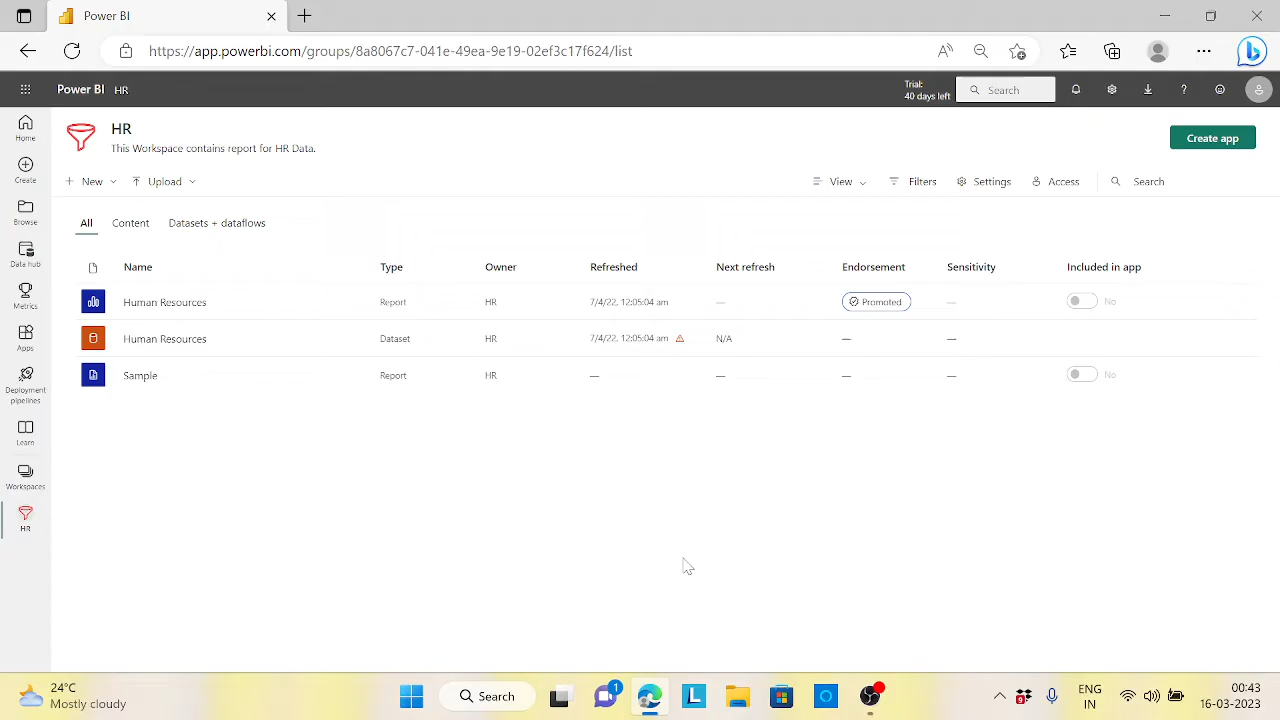 Power BI
https://app.powerbi.com/groups/8a8067c7-041e-49ea-9e19-02ef3c17f624/list
Power BI HR
Trial:
40 days left
Search
HR
This Workspace contains report for HR Data.
Create app
New
Upload
View
Filters
Settings
Access
Search
All
Content
Datasets + dataflows
Name Type Owner Refreshed Next refresh Endorsement Sensitivity Included in app
Human Resources Report HR 7/4/22, 12:05:04 am — Promoted — No
Human Resources Dataset HR 7/4/22, 12:05:04 am N/A — —
Sample Report HR — — — — No
Home
Create
Browse
Data hub
Metrics
Apps
Deployment
pipelines
Learn
Workspaces
HR
24°C
Mostly cloudy
Search
1
L
9
ENG
IN
00:43
16-03-2023